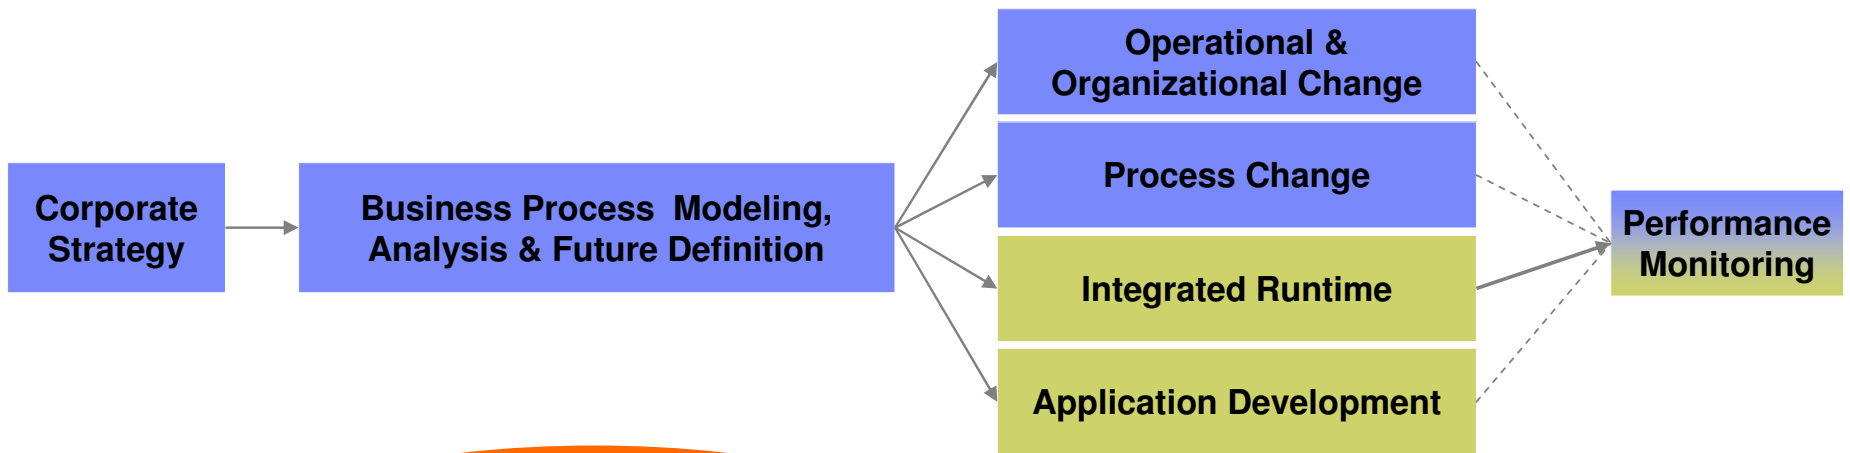 Corporate
Strategy
Business Process  Modeling,
Analysis & Future Definition
Operational &
Organizational Change
Process Change
Integrated Runtime
Application Development
Performance
Monitoring